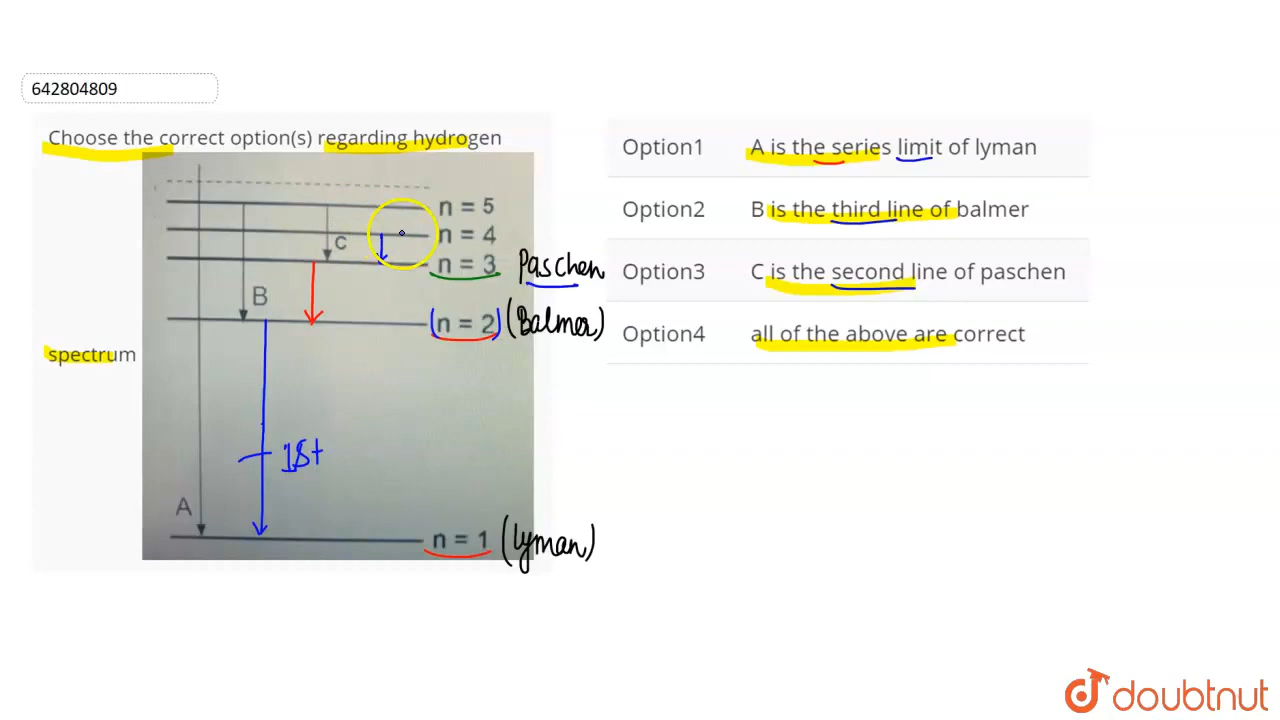 642804809
Choose the correct option(s) regarding hydrogen
spectrum
n = 5
n = 4
C
n = 3
Paschen
B
n = 2
(Balmer)
1st
A
n = 1
(lyman)
Option1 A is the series limit of lyman
Option2 B is the third line of balmer
Option3 C is the second line of paschen
Option4 all of the above are correct
doubtnut